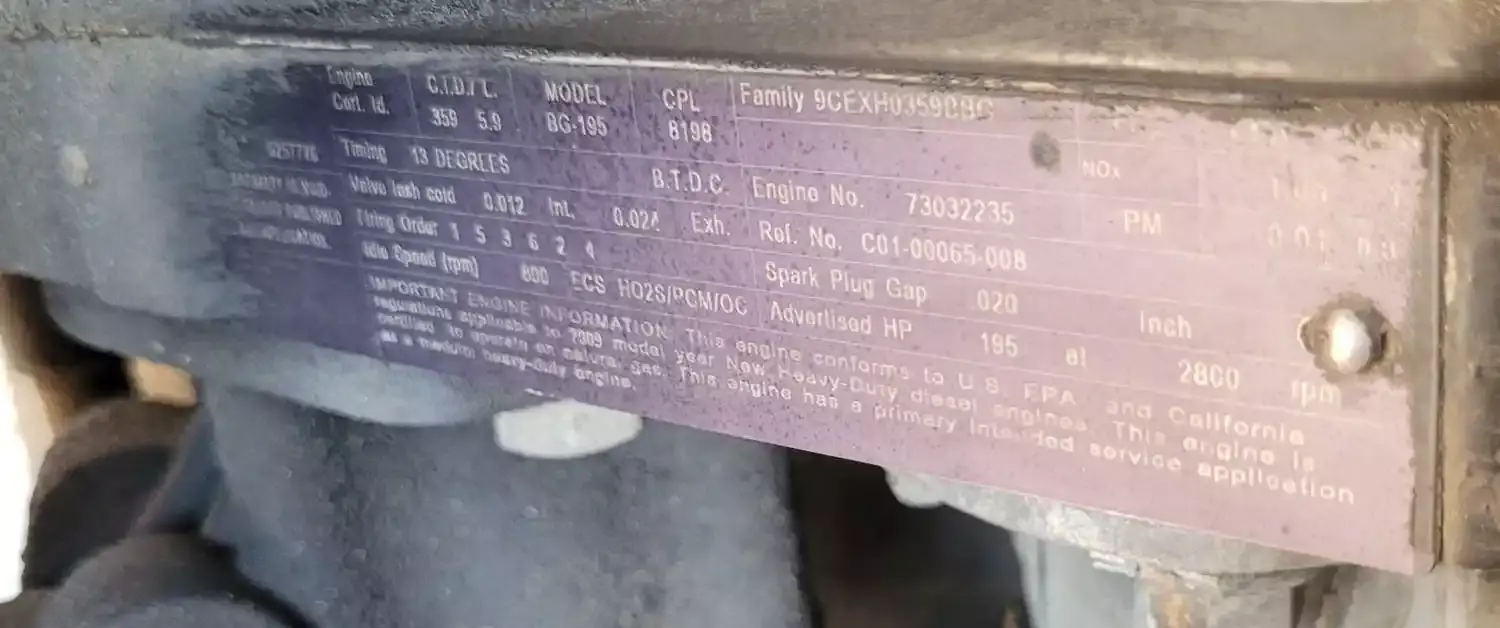 Engine C.I.D./L. MODEL CPL Family 9CEXH0359BBG
Cert. Id. 359 5.9 BG-195 8198
NOx
Timing 13 DEGREES B.T.D.C. Engine No. 73032235 PM
Valve lash cold 0.012 Int. 0.024 Exh. Ref. No. C01-00065-008
Firing Order 1 5 3 6 2 4 Spark Plug Gap .020 Inch
Idle Speed (rpm) 800 ECS HO2S/PCM/OC Advertised HP 195 at 2800 rpm
IMPORTANT ENGINE INFORMATION. This engine conforms to U.S. EPA and California
regulations applicable to 2009 model year New Heavy-Duty diesel engines. This engine is
certified to operate on natural gas. This engine has a primary intended service application
as a medium heavy-duty engine.